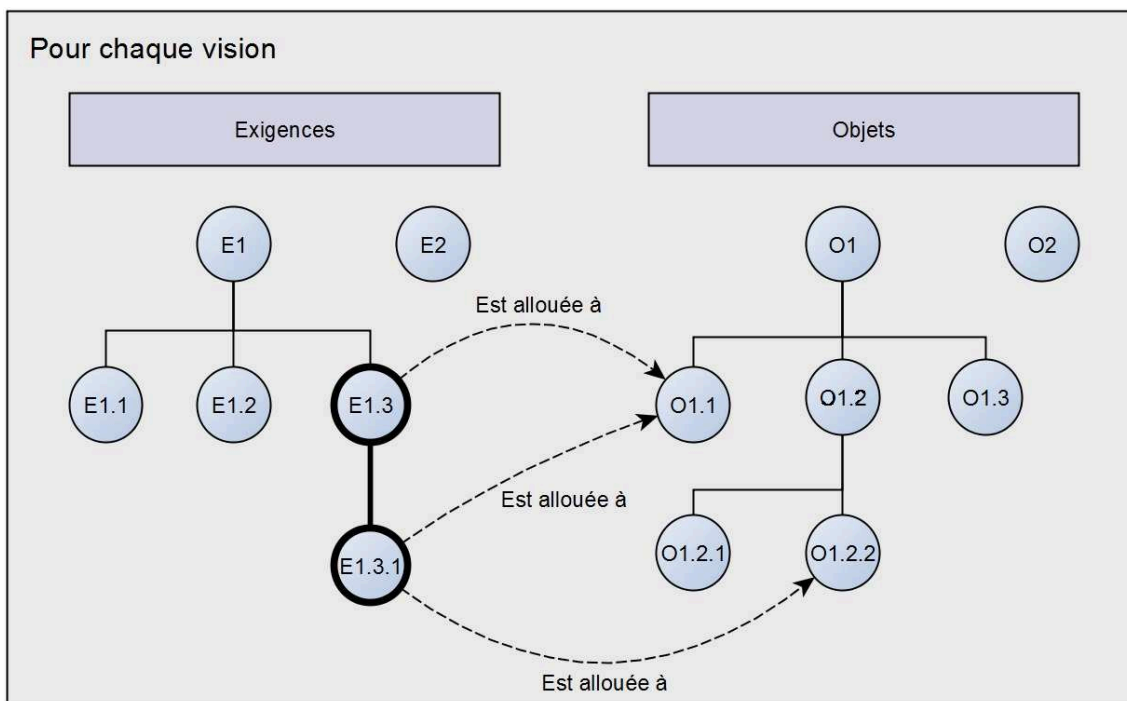 Pour chaque vision
Exigences
Objets
E1
E2
O1
O2
Est allouée à
E1.1
E1.2
E1.3
O1.1
O1.2
O1.3
Est allouée à
E1.3.1
O1.2.1
O1.2.2
Est allouée à